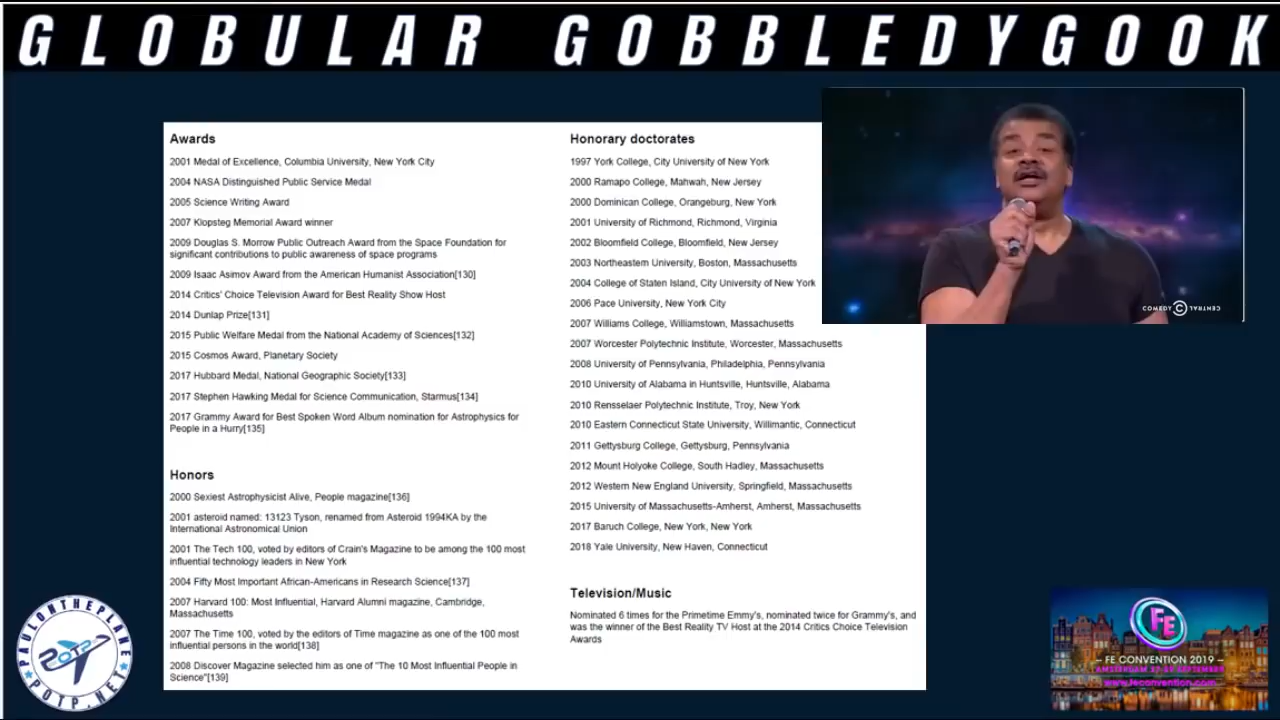 GLOBULAR GOBBLEDYGOOK
Awards
2001 Medal of Excellence, Columbia University, New York City
2004 NASA Distinguished Public Service Medal
2005 Science Writing Award
2007 Klopsteg Memorial Award winner
2009 Douglas S. Morrow Public Outreach Award from the Space Foundation for
significant contributions to public awareness of space programs
2009 Isaac Asimov Award from the American Humanist Association[130]
2014 Critics' Choice Television Award for Best Reality Show Host
2014 Dunlap Prize[131]
2015 Public Welfare Medal from the National Academy of Sciences[132]
2015 Cosmos Award, Planetary Society
2017 Hubbard Medal, National Geographic Society[133]
2017 Stephen Hawking Medal for Science Communication, Starmus[134]
2017 Grammy Award for Best Spoken Word Album nomination for Astrophysics for
People in a Hurry[135]
Honors
2000 Sexiest Astrophysicist Alive, People magazine[136]
2001 asteroid named: 13123 Tyson, renamed from Asteroid 1994KA by the
International Astronomical Union
2001 The Tech 100, voted by editors of Crain's Magazine to be among the 100 most
influential technology leaders in New York
2004 Fifty Most Important African-Americans in Research Science[137]
2007 Harvard 100: Most Influential, Harvard Alumni magazine, Cambridge,
Massachusetts
2007 The Time 100, voted by the editors of Time magazine as one of the 100 most
influential persons in the world[138]
2008 Discover Magazine selected him as one of "The 10 Most Influential People in
Science"[139]
Honorary doctorates
1997 York College, City University of New York
2000 Ramapo College, Mahwah, New Jersey
2000 Dominican College, Orangeburg, New York
2001 University of Richmond, Richmond, Virginia
2002 Bloomfield College, Bloomfield, New Jersey
2003 Northeastern University, Boston, Massachusetts
2004 College of Staten Island, City University of New York
2006 Pace University, New York City
2007 Williams College, Williamstown, Massachusetts
2007 Worcester Polytechnic Institute, Worcester, Massachusetts
2008 University of Pennsylvania, Philadelphia, Pennsylvania
2010 University of Alabama in Huntsville, Huntsville, Alabama
2010 Rensselaer Polytechnic Institute, Troy, New York
2010 Eastern Connecticut State University, Willimantic, Connecticut
2011 Gettysburg College, Gettysburg, Pennsylvania
2012 Mount Holyoke College, South Hadley, Massachusetts
2012 Western New England University, Springfield, Massachusetts
2015 University of Massachusetts-Amherst, Amherst, Massachusetts
2017 Baruch College, New York, New York
2018 Yale University, New Haven, Connecticut
Television/Music
Nominated 6 times for the Primetime Emmy's, nominated twice for Grammy's, and
was the winner of the Best Reality TV Host at the 2014 Critics Choice Television
Awards
COMEDY CENTRAL
PAULONTHEPLANE
POTP
POTP.NET
FE
– FE CONVENTION 2019 –
AMSTERDAM 27-28 SEPTEMBER
www.feconvention.com